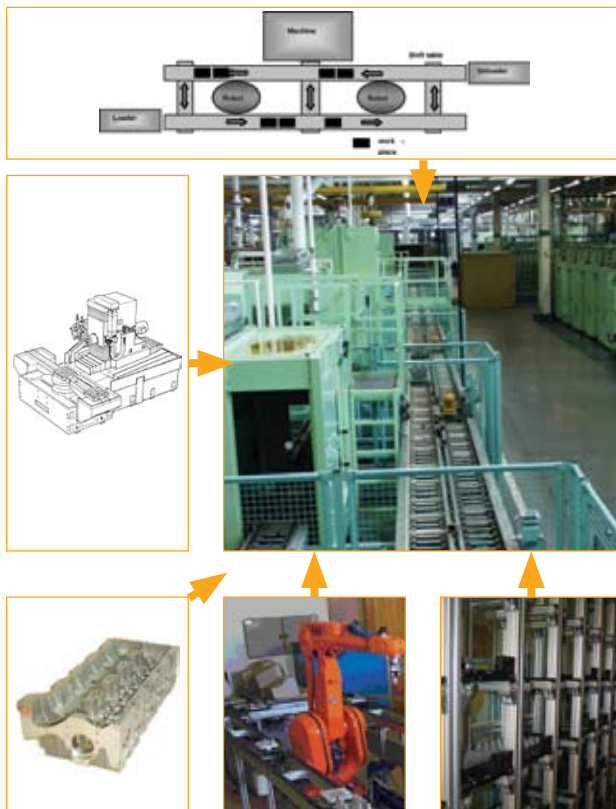 Machine
Shift table
Unloader
Robot
Robot
Loader
work -
piece